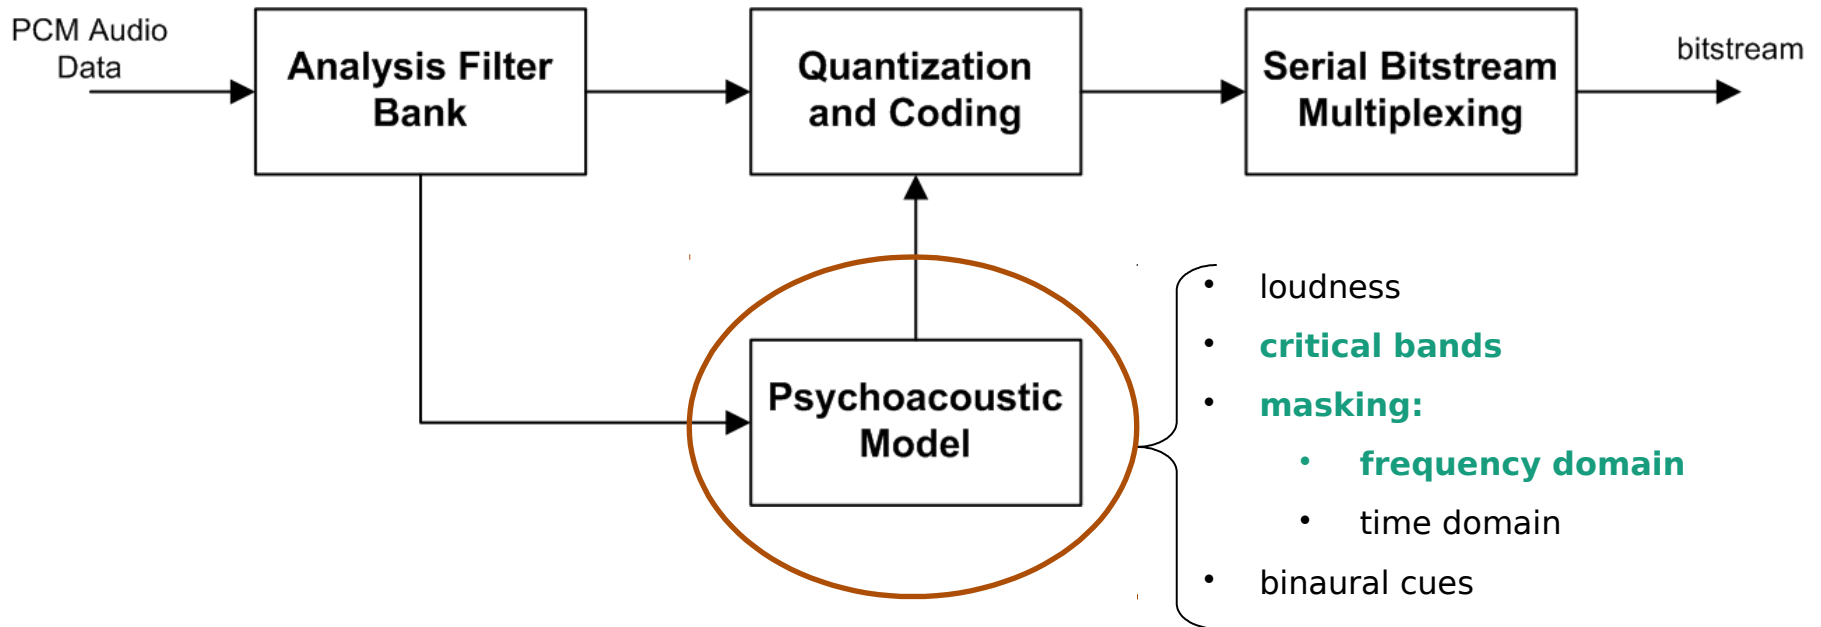 PCM Audio
Data
Analysis Filter
Bank
Quantization
and Coding
Serial Bitstream
Multiplexing
bitstream
Psychoacoustic
Model
• loudness
• critical bands
• masking:
• frequency domain
• time domain
• binaural cues